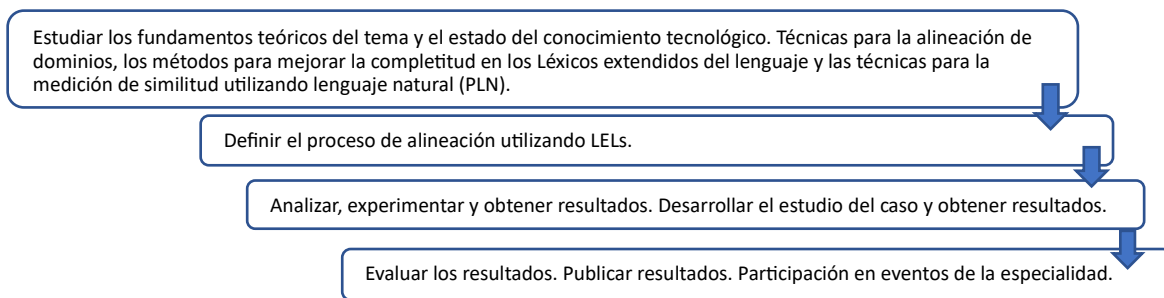 Estudiar los fundamentos teóricos del tema y el estado del conocimiento tecnológico. Técnicas para la alineación de
dominios, los métodos para mejorar la completitud en los Léxicos extendidos del lenguaje y las técnicas para la
medición de similitud utilizando lenguaje natural (PLN).
Definir el proceso de alineación utilizando LELs.
Analizar, experimentar y obtener resultados. Desarrollar el estudio del caso y obtener resultados.
Evaluar los resultados. Publicar resultados. Participación en eventos de la especialidad.